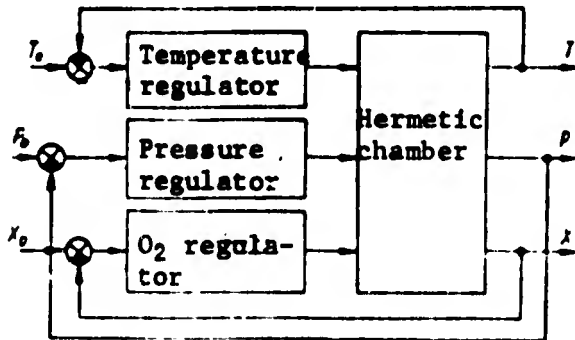 T₀
Temperature
regulator
T
Hermetic
chamber
P₀
Pressure
regulator
P
X₀
O₂ regula-
tor
X